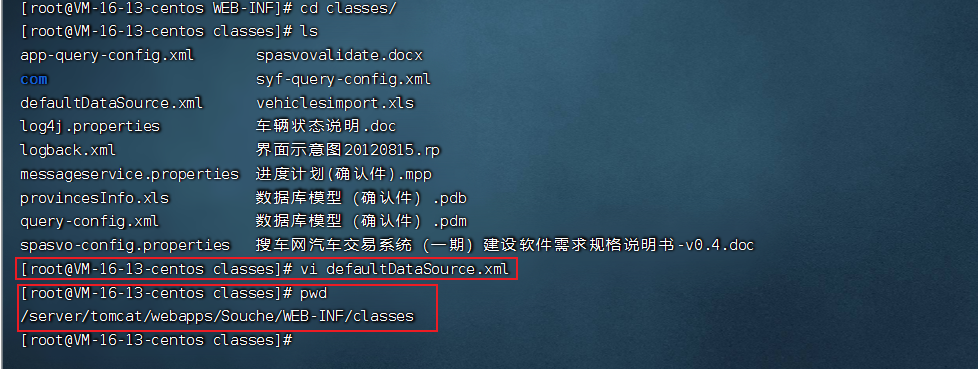 [root@VM-16-13-centos WEB-INF]# cd classes/
[root@VM-16-13-centos classes]# ls
app-query-config.xml spasvovalidate.docx
com syf-query-config.xml
defaultDataSource.xml vehiclesimport.xls
log4j.properties 车辆状态说明.doc
logback.xml 界面示意图20120815.rp
messageservice.properties 进度计划(确认件).mpp
provincesInfo.xls 数据库模型（确认件）.pdb
query-config.xml 数据库模型（确认件）.pdm
spasvo-config.properties 搜车网汽车交易系统（一期）建设软件需求规格说明书-v0.4.doc
[root@VM-16-13-centos classes]# vi defaultDataSource.xml
[root@VM-16-13-centos classes]# pwd
/server/tomcat/webapps/Souche/WEB-INF/classes
[root@VM-16-13-centos classes]#